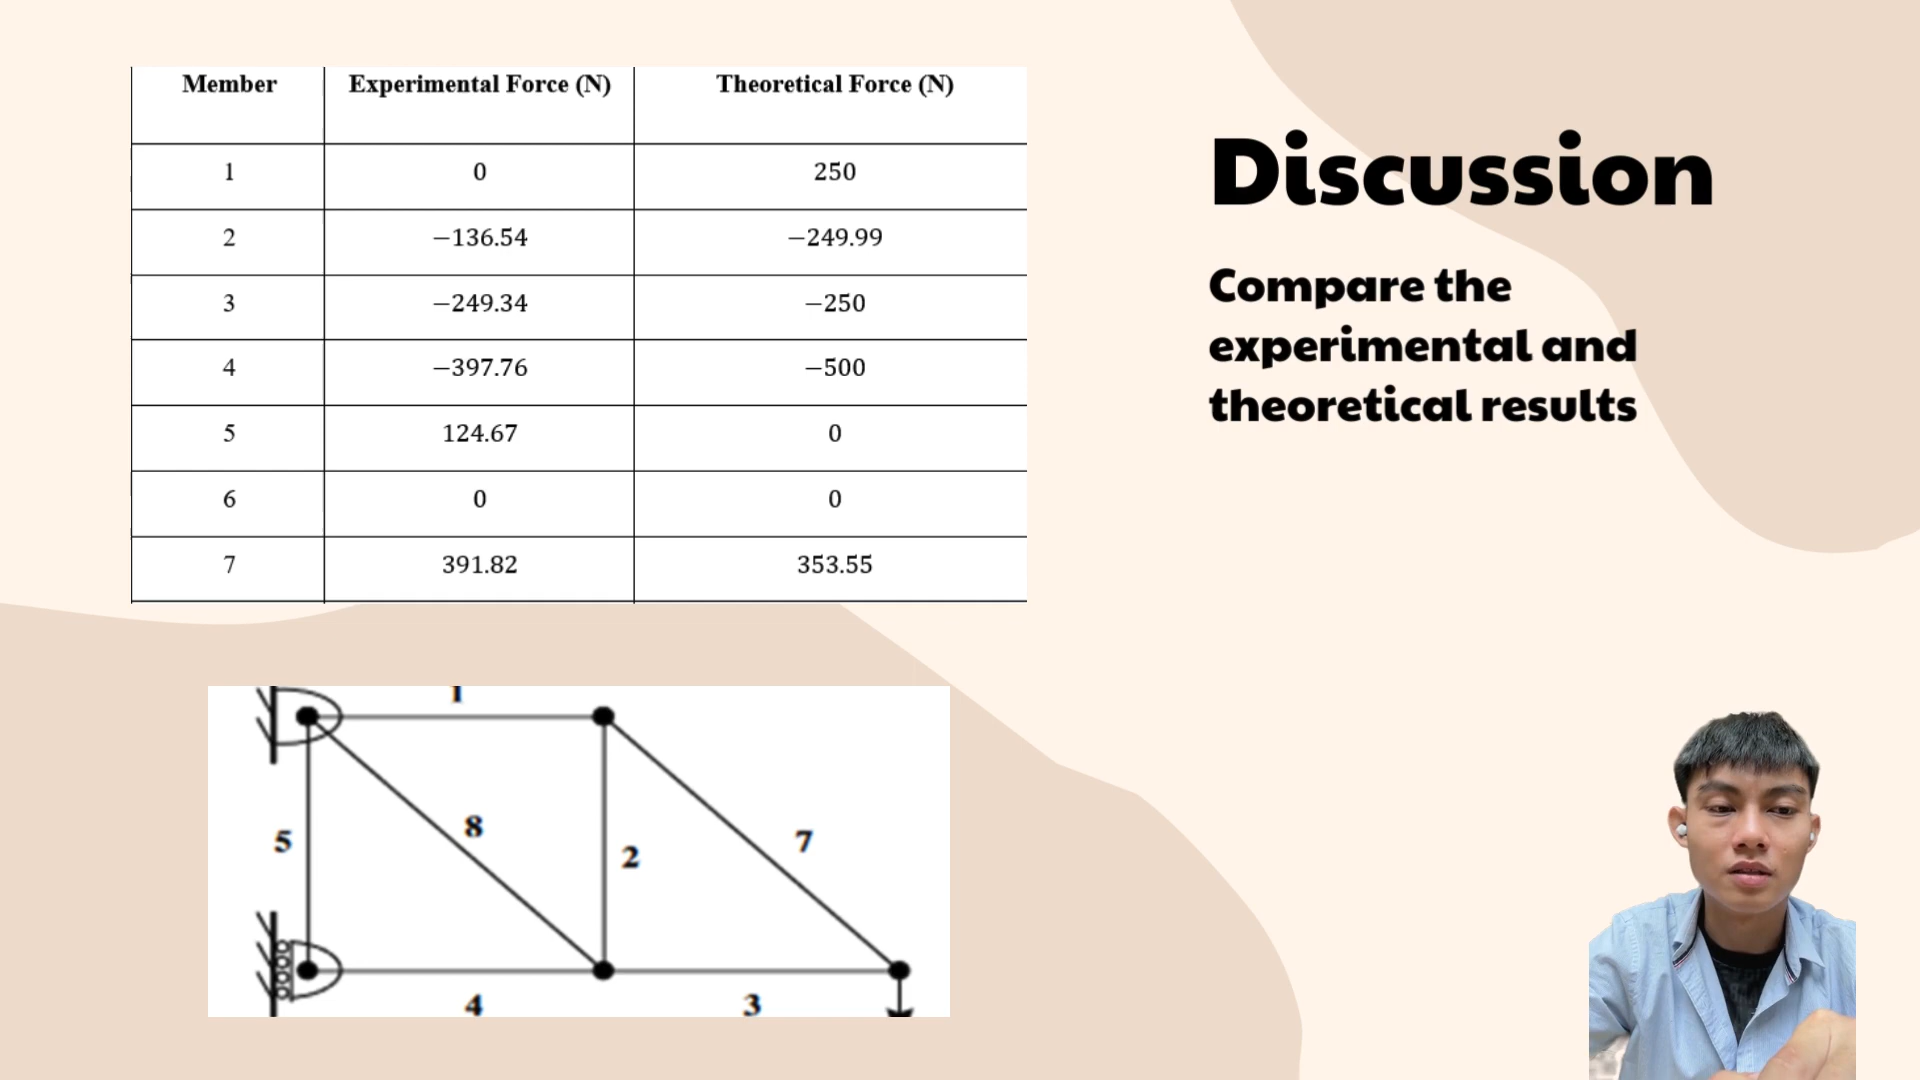 Member Experimental Force (N) Theoretical Force (N)
1 0 250
2 −136.54 −249.99
3 −249.34 −250
4 −397.76 −500
5 124.67 0
6 0 0
7 391.82 353.55
Discussion
Compare the
experimental and
theoretical results
1
8
5
2
7
4
3